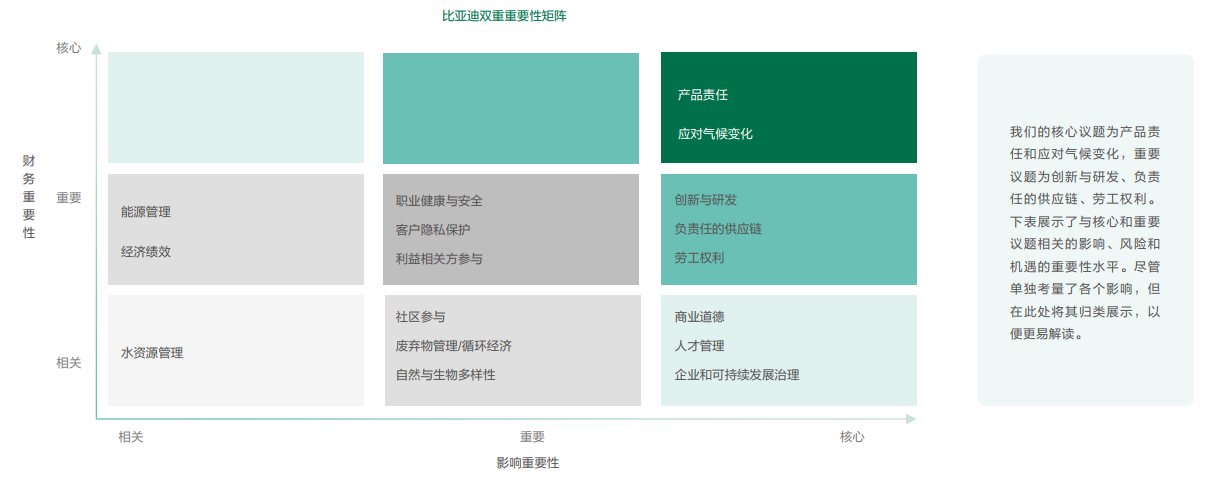 比亚迪双重重要性矩阵
核心
产品责任
应对气候变化
财务重要性
重要
能源管理
经济绩效
职业健康与安全
客户隐私保护
利益相关方参与
创新与研发
负责任的供应链
劳工权利
相关
水资源管理
社区参与
废弃物管理/循环经济
自然与生物多样性
商业道德
人才管理
企业和可持续发展治理
相关
重要
核心
影响重要性
我们的核心议题为产品责
任和应对气候变化，重要
议题为创新与研发、负责
任的供应链、劳工权利。
下表展示了与核心和重要
议题相关的影响、风险和
机遇的重要性水平。尽管
单独考量了各个影响，但
在此处将其归类展示，以
便更易解读。